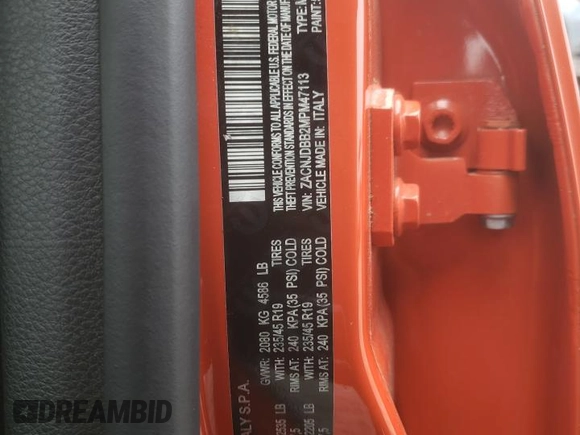 ALY S.P.A.
GVWR: 2080 KG 4586 LB
2535 LB WITH: 235/45 R19 TIRES
RIMS AT: 240 KPA(35 PSI) COLD
2205 LB WITH: 235/45 R19 TIRES
RIMS AT: 240 KPA(35 PSI) COLD
THIS VEHICLE CONFORMS TO ALL APPLICABLE U.S. FEDERAL MOTOR
PREVENTION STANDARDS IN EFFECT ON THE DATE OF MANUF
VIN: ZACNJDBB2MPM47113 TYPE:
VEHICLE MADE IN: ITALY PAINT:
DREAMBID